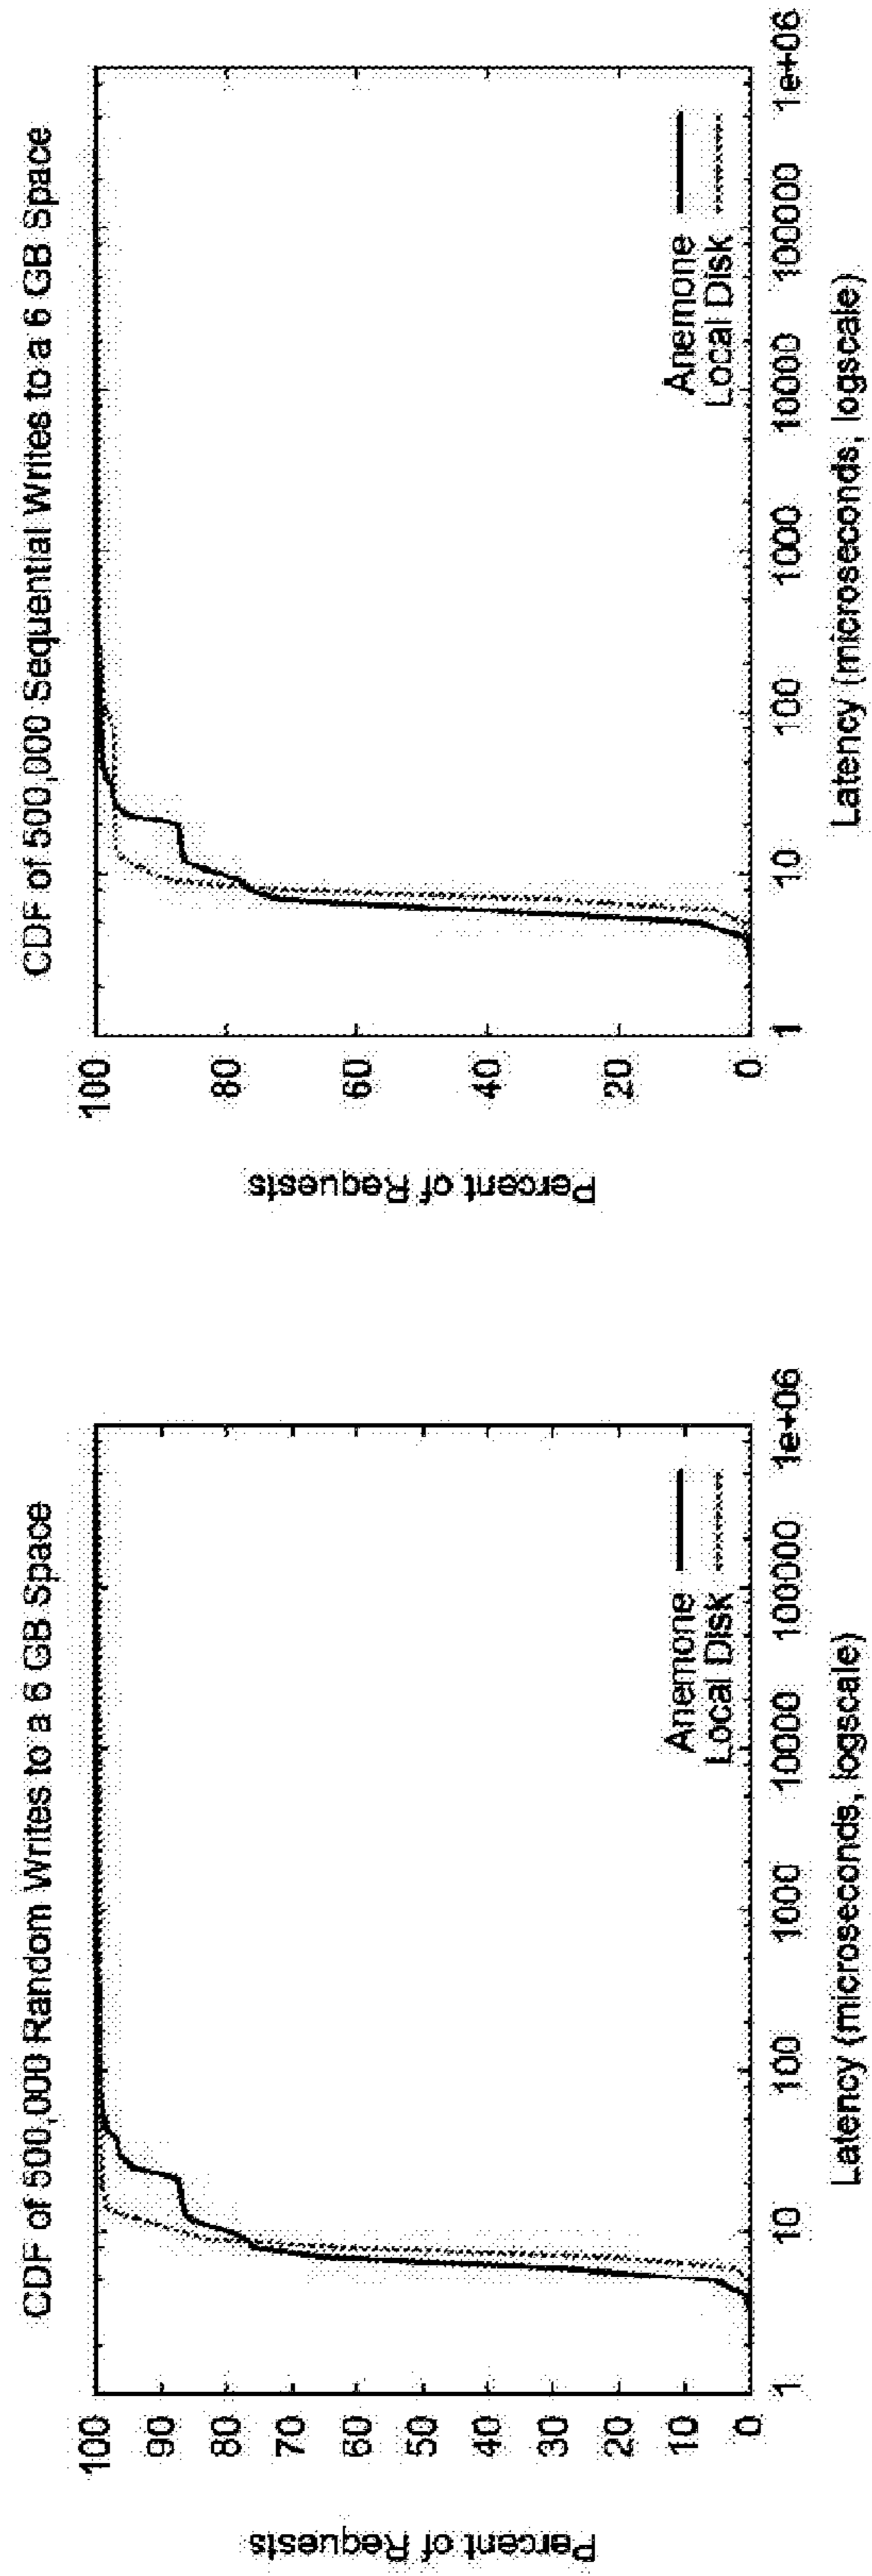 CDF of 500,000 Random Writes to a 6 GB Space
Percent of Requests
100
90
80
70
60
50
40
30
20
10
0
Anemone
Local Disk
1
10
100
1000
10000
100000
1e+06
Latency (microseconds, logscale)
CDF of 500,000 Sequential Writes to a 6 GB Space
Percent of Requests
100
80
60
40
20
0
Anemone
Local Disk
1
10
100
1000
10000
100000
1e+06
Latency (microseconds, logscale)